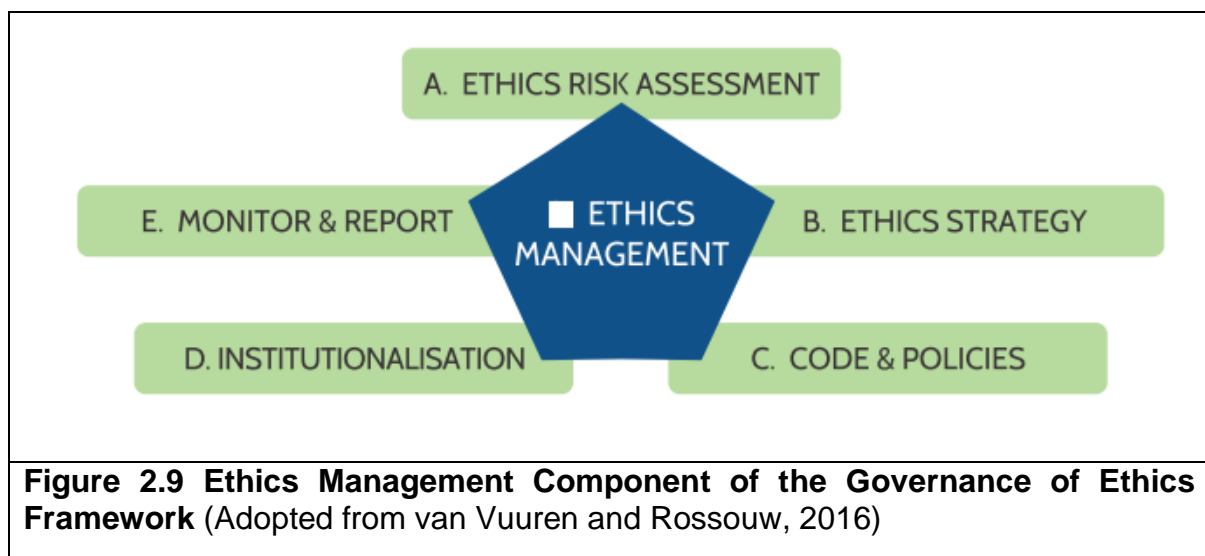 A. ETHICS RISK ASSESSMENT
E. MONITOR & REPORT
ETHICS
MANAGEMENT
B. ETHICS STRATEGY
D. INSTITUTIONALISATION
C. CODE & POLICIES
Figure 2.9 Ethics Management Component of the Governance of Ethics
Framework (Adopted from van Vuuren and Rossouw, 2016)